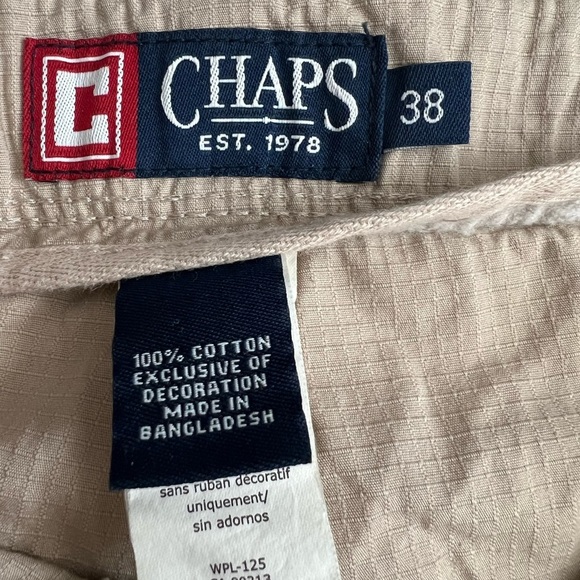 C CHAPS 38
EST. 1978
100% COTTON
EXCLUSIVE OF
DECORATION
MADE IN
BANGLADESH
sans ruban décoratif
uniquement/
sin adornos
WPL-125